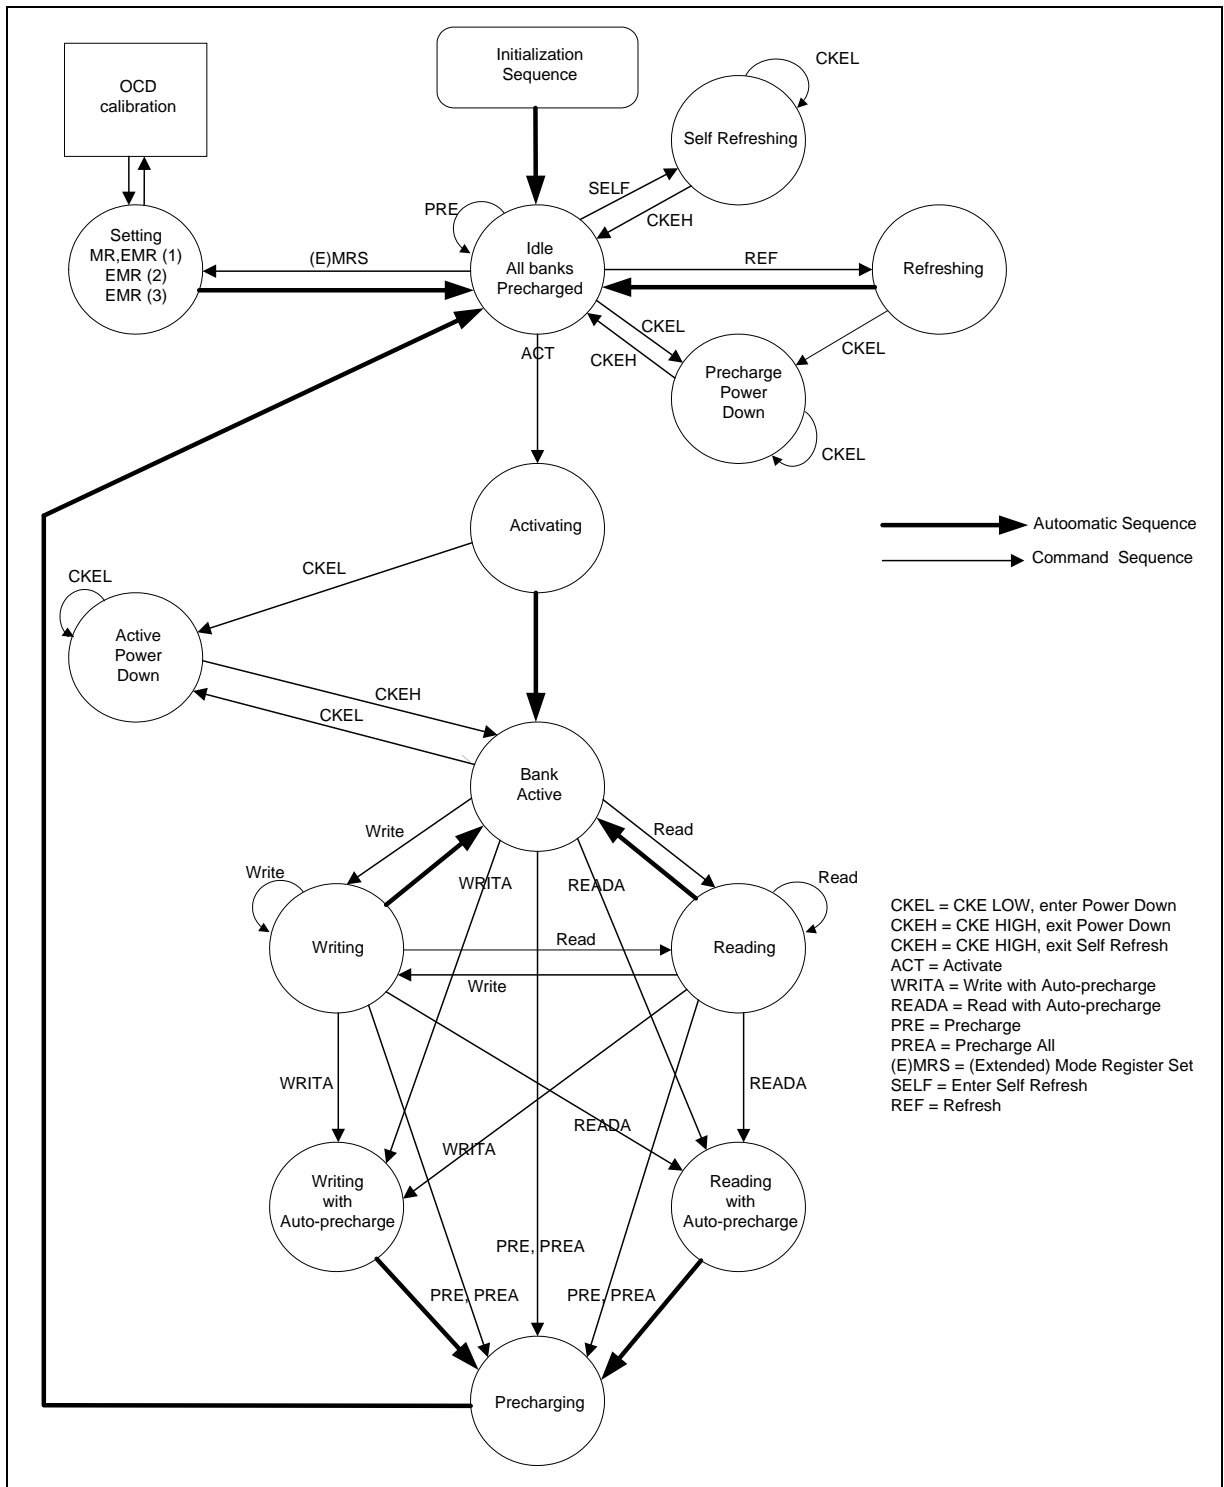 OCD
calibration
Initialization
Sequence
CKEL
Self Refreshing
SELF
CKEH
PRE
Setting
MR,EMR (1)
EMR (2)
EMR (3)
(E)MRS
Idle
All banks
Precharged
REF
Refreshing
CKEL
CKEH
CKEL
ACT
Precharge
Power
Down
CKEL
Activating
Autoomatic Sequence
Command Sequence
CKEL
CKEL
Active
Power
Down
CKEH
CKEL
Bank
Active
Write
Read
Write
WRITA
READA
Read
Writing
Read
Reading
Write
CKEL = CKE LOW, enter Power Down
CKEH = CKE HIGH, exit Power Down
CKEH = CKE HIGH, exit Self Refresh
ACT = Activate
WRITA = Write with Auto-precharge
READA = Read with Auto-precharge
PRE = Precharge
PREA = Precharge All
(E)MRS = (Extended) Mode Register Set
SELF = Enter Self Refresh
REF = Refresh
WRITA
READA
READA
WRITA
Writing
with
Auto-precharge
Reading
with
Auto-precharge
PRE, PREA
PRE, PREA
PRE, PREA
Precharging